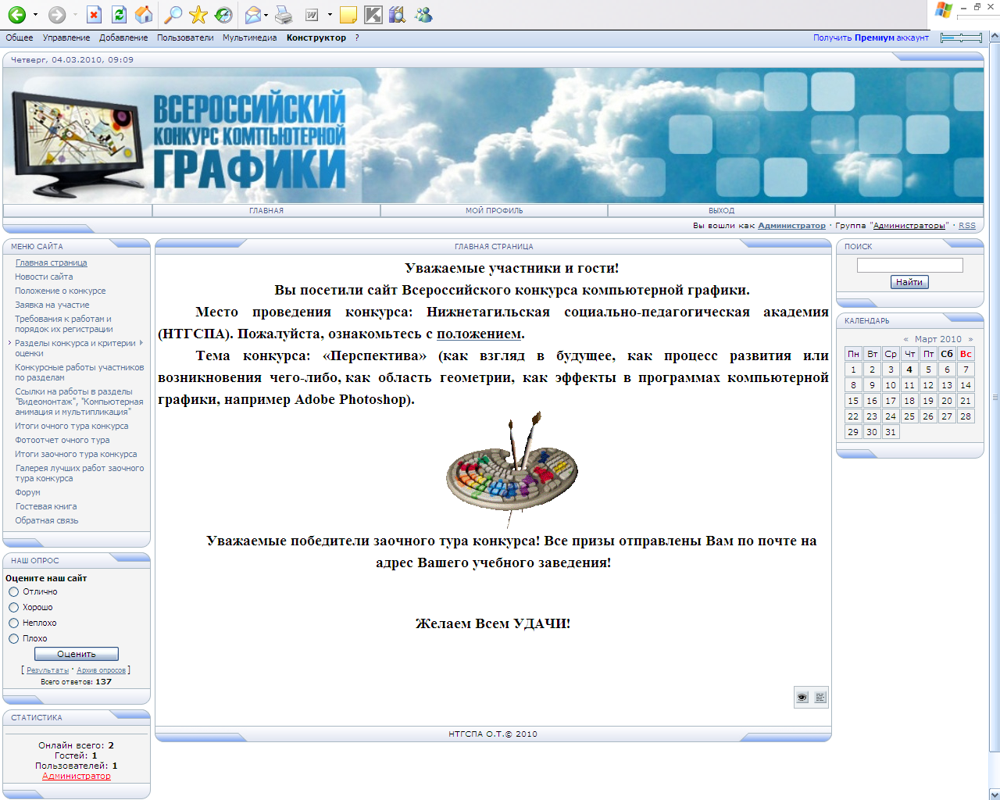 Общее Управление Добавление Пользователи Мультимедиа Конструктор ? Получить Премиум аккаунт
Четверг, 04.03.2010, 09:09
ВСЕРОССИЙСКИЙ
КОНКУРС КОМПЬЮТЕРНОЙ
ГРАФИКИ
ГЛАВНАЯ МОЙ ПРОФИЛЬ ВЫХОД
Вы вошли как Администратор · Группа "Администраторы" · RSS
МЕНЮ САЙТА
Главная страница
Новости сайта
Положение о конкурсе
Заявка на участие
Требования к работам и
порядок их регистрации
Разделы конкурса и критерии
оценки
Конкурсные работы участников
по разделам
Ссылки на работы в разделы
"Видеомонтаж", "Компьютерная
анимация и мультипликация"
Итоги очного тура конкурса
Фотоотчет очного тура
Итоги заочного тура конкурса
Галерея лучших работ заочного
тура конкурса
Форум
Гостевая книга
Обратная связь
НАШ ОПРОС
Оцените наш сайт
Отлично
Хорошо
Неплохо
Плохо
Оценить
[ Результаты · Архив опросов ]
Всего ответов: 137
СТАТИСТИКА
Онлайн всего: 2
Гостей: 1
Пользователей: 1
Администратор
ГЛАВНАЯ СТРАНИЦА
Уважаемые участники и гости!
Вы посетили сайт Всероссийского конкурса компьютерной графики.
Место проведения конкурса: Нижнетагильская социально-педагогическая академия
(НТГСПА). Пожалуйста, ознакомьтесь с положением.
Тема конкурса: «Перспектива» (как взгляд в будущее, как процесс развития или
возникновения чего-либо, как область геометрии, как эффекты в программах компьютерной
графики, например Adobe Photoshop).
Уважаемые победители заочного тура конкурса! Все призы отправлены Вам по почте на
адрес Вашего учебного заведения!
Желаем Всем УДАЧИ!
НТГСПА О.Т.© 2010
ПОИСК
Найти
КАЛЕНДАРЬ
« Март 2010 »
Пн Вт Ср Чт Пт Сб Вс
1 2 3 4 5 6 7
8 9 10 11 12 13 14
15 16 17 18 19 20 21
22 23 24 25 26 27 28
29 30 31